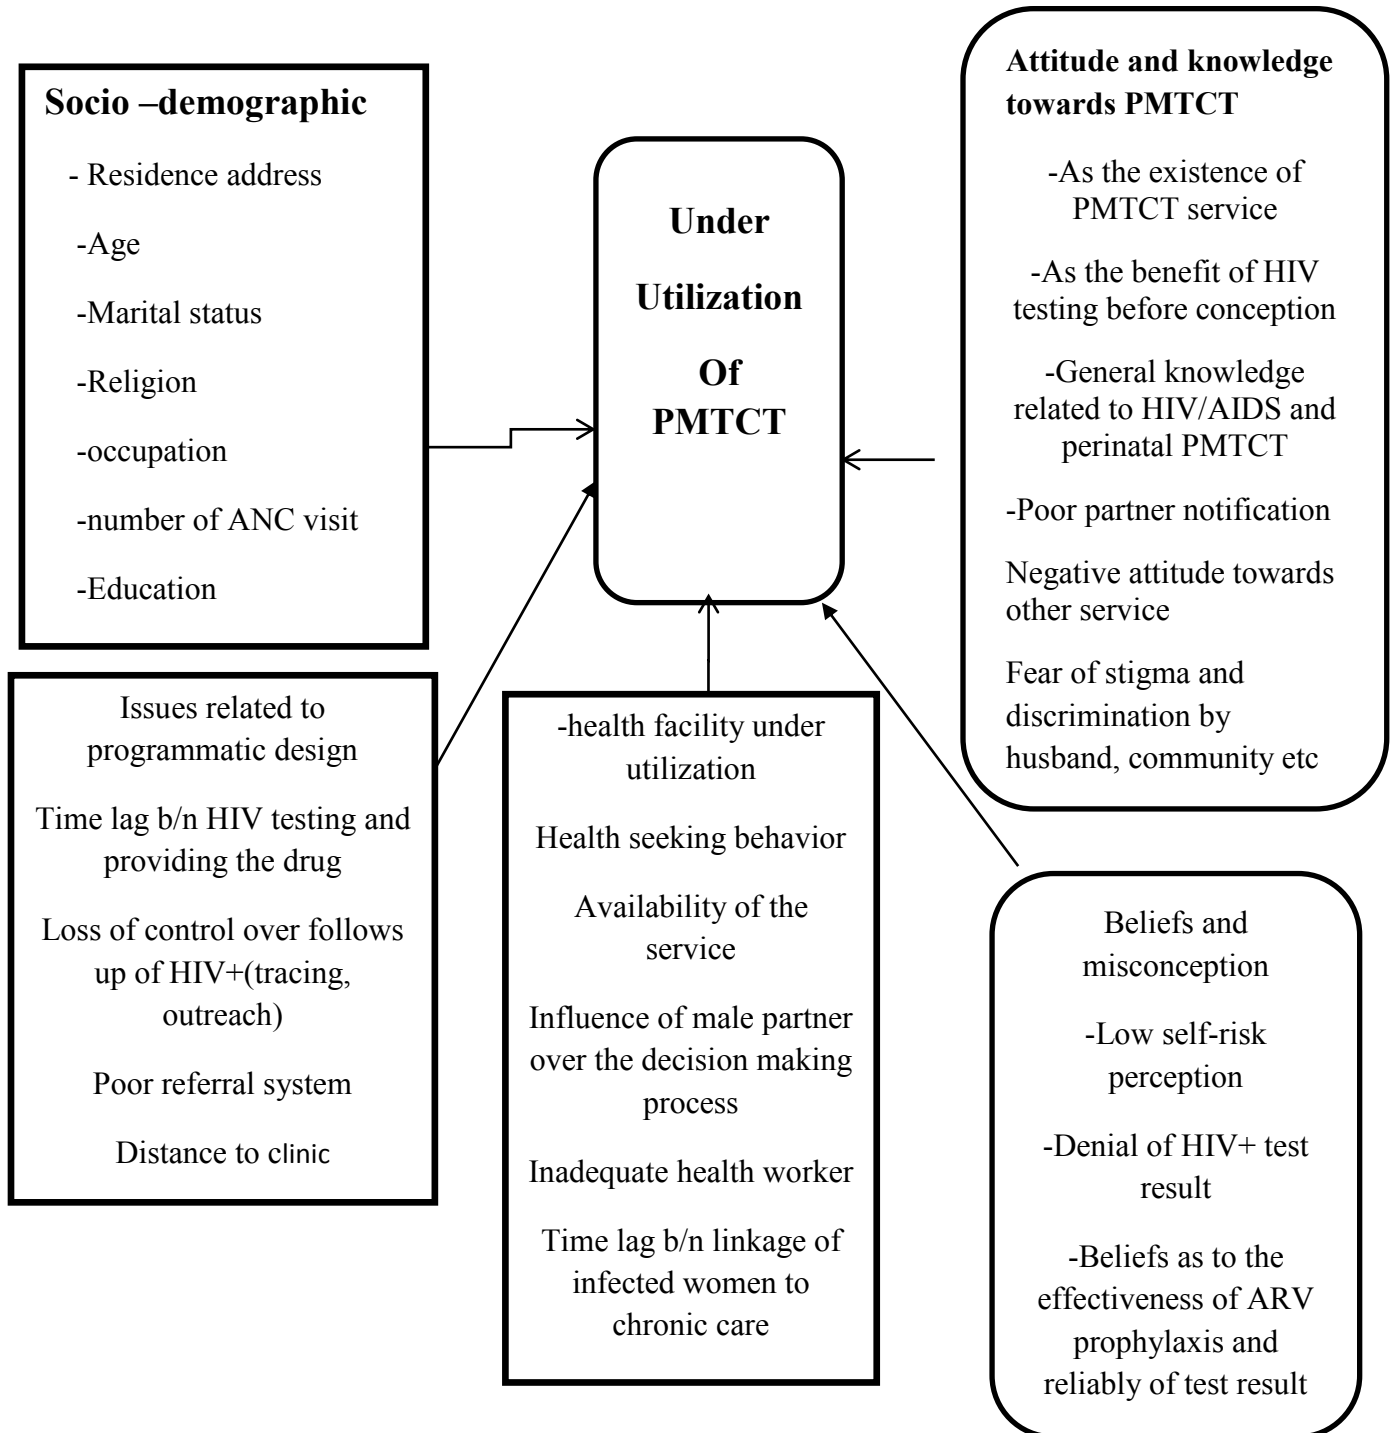 Socio –demographic
- Residence address
-Age
-Marital status
-Religion
-occupation
-number of ANC visit
-Education
Under
Utilization
Of
PMTCT
Attitude and knowledge
towards PMTCT
-As the existence of
PMTCT service
-As the benefit of HIV
testing before conception
-General knowledge
related to HIV/AIDS and
perinatal PMTCT
-Poor partner notification
Negative attitude towards
other service
Fear of stigma and
discrimination by
husband, community etc
Issues related to
programmatic design
Time lag b/n HIV testing and
providing the drug
Loss of control over follows
up of HIV+(tracing,
outreach)
Poor referral system
Distance to clinic
-health facility under
utilization
Health seeking behavior
Availability of the
service
Influence of male partner
over the decision making
process
Inadequate health worker
Time lag b/n linkage of
infected women to
chronic care
Beliefs and
misconception
-Low self-risk
perception
-Denial of HIV+ test
result
-Beliefs as to the
effectiveness of ARV
prophylaxis and
reliably of test result